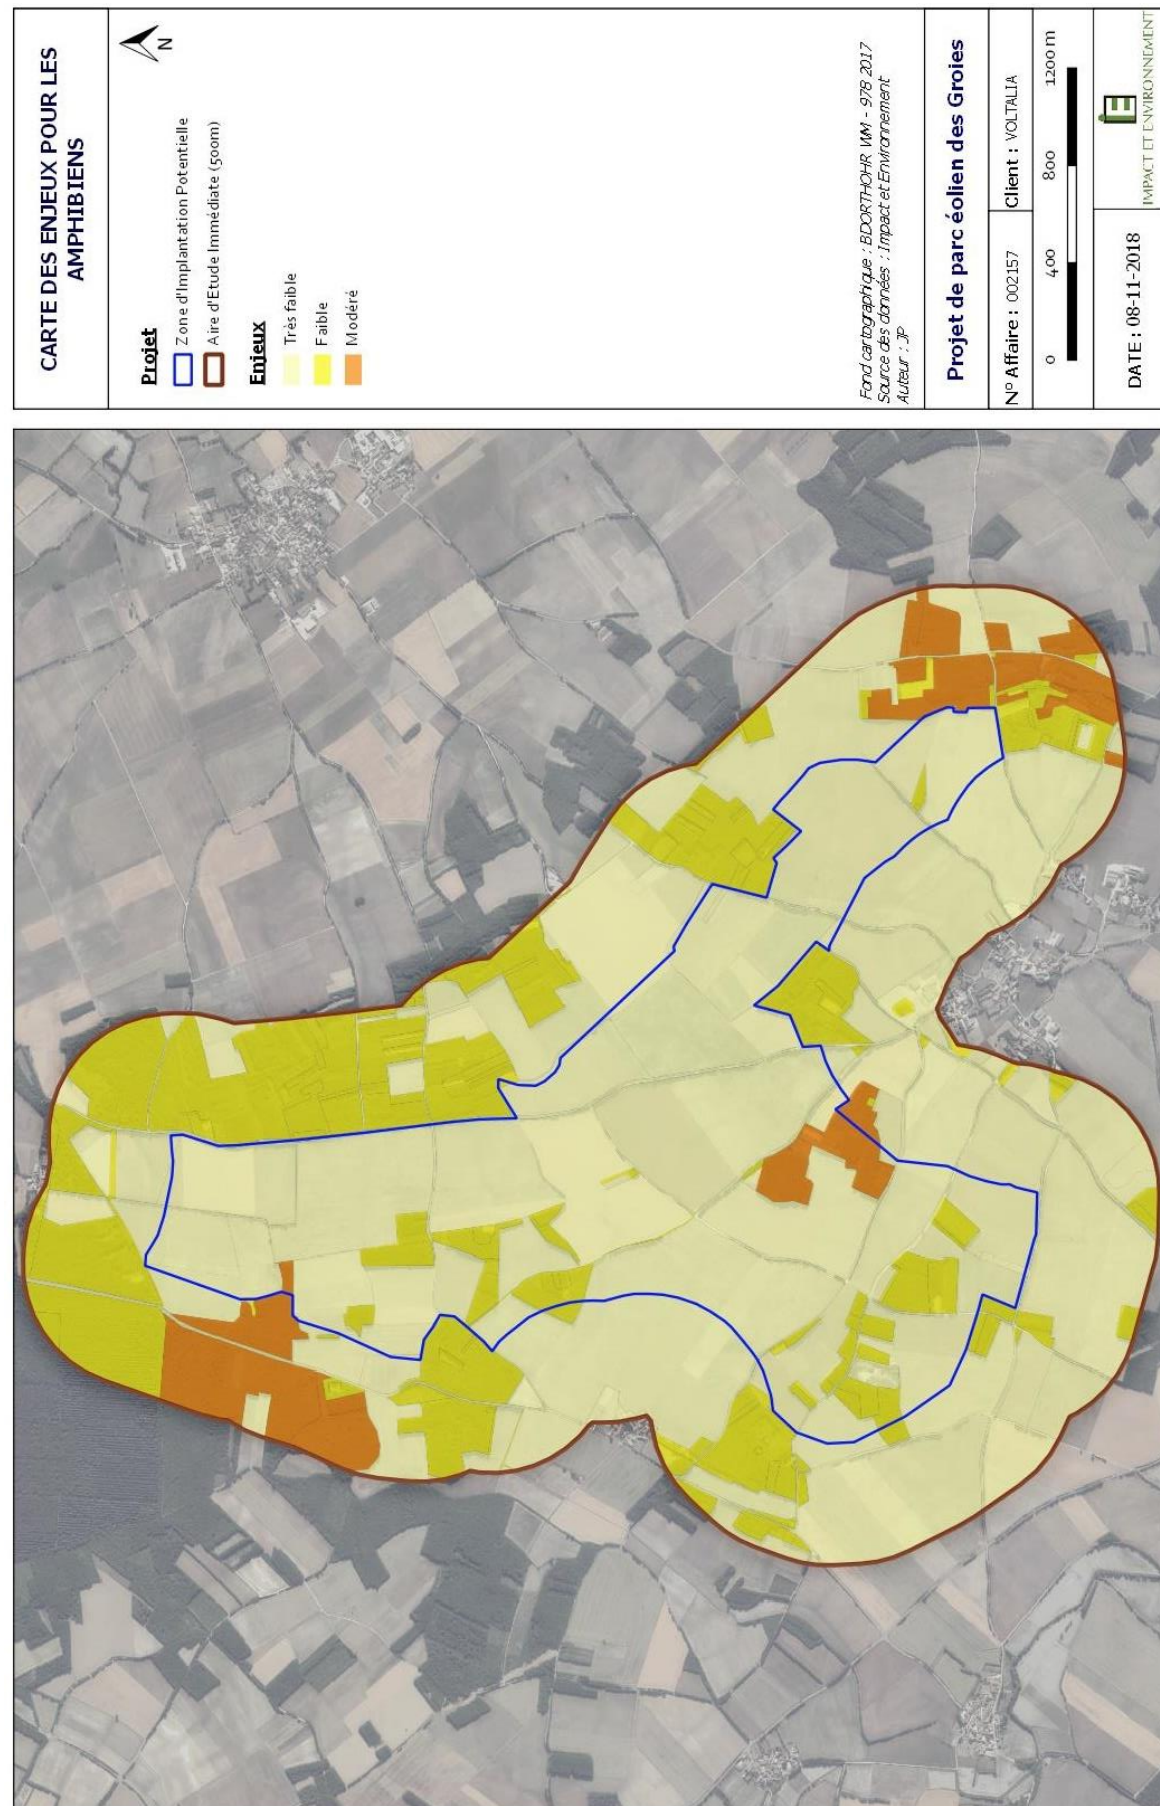 CARTE DES ENJEUX POUR LES
AMPHIBIENS
N
Projet
Zone d'Implantation Potentielle
Aire d'Etude Immédiate (500m)
Enjeux
Très faible
Faible
Modéré
Fond cartographique : BDORTHOHR WM - 978 2017
Source des données : Impact et Environnement
Auteur : JP
Projet de parc éolien des Groies
N° Affaire : 002157
Client : VOLTALIA
0 400 800 1200 m
DATE : 08-11-2018
IMPACT ET ENVIRONNEMENT